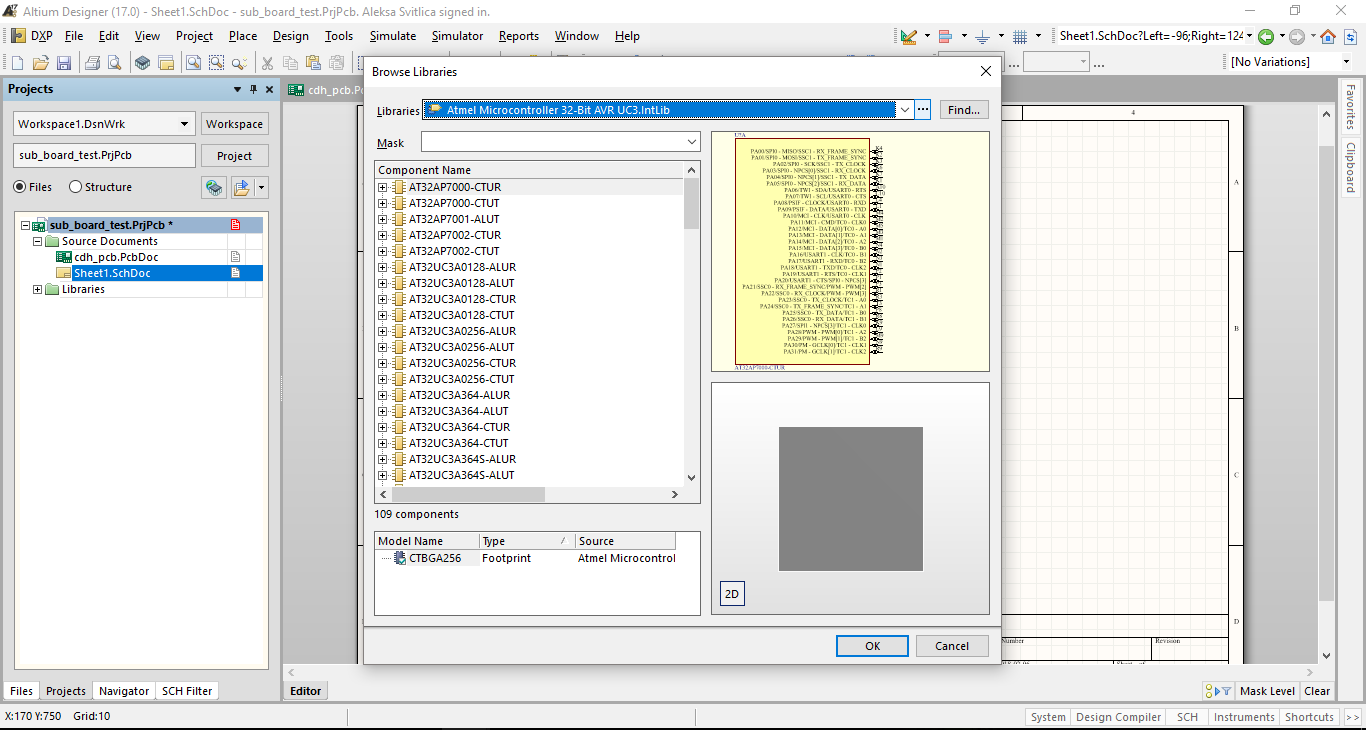 Altium Designer (17.0) - Sheet1.SchDoc - sub_board_test.PrjPcb. Aleksa Svitlica signed in.
DXP File Edit View Project Place Design Tools Simulate Simulator Reports Window Help
Sheet1.SchDoc?Left=-96;Right=124
[No Variations]
Projects
Workspace1.DsnWrk
Workspace
sub_board_test.PrjPcb
Project
Files
Structure
sub_board_test.PrjPcb *
Source Documents
cdh_pcb.PcbDoc
Sheet1.SchDoc
Libraries
Files Projects Navigator SCH Filter
cdh_pcb.Pc
Browse Libraries
Libraries
Atmel Microcontroller 32-Bit AVR UC3.IntLib
...
Find...
Mask
Component Name
AT32AP7000-CTUR
AT32AP7000-CTUT
AT32AP7001-ALUT
AT32AP7002-CTUR
AT32AP7002-CTUT
AT32UC3A0128-ALUR
AT32UC3A0128-ALUT
AT32UC3A0128-CTUR
AT32UC3A0128-CTUT
AT32UC3A0256-ALUR
AT32UC3A0256-ALUT
AT32UC3A0256-CTUR
AT32UC3A0256-CTUT
AT32UC3A364-ALUR
AT32UC3A364-ALUT
AT32UC3A364-CTUR
AT32UC3A364-CTUT
AT32UC3A364S-ALUR
AT32UC3A364S-ALUT
109 components
Model Name Type Source
CTBGA256 Footprint Atmel Microcontrol
U?A
PA00/SPI0 - MISO/SSC1 - RX_FRAME_SYNC
PA01/SPI0 - MOSI/SSC1 - TX_FRAME_SYNC
PA02/SPI0 - SCK/SSC1 - TX_CLOCK
PA03/SPI0 - NPCS[0]/SSC1 - RX_CLOCK
PA04/SPI0 - NPCS[1]/SSC1 - TX_DATA
PA05/SPI0 - NPCS[2]/SSC1 - RX_DATA
PA06/TWI - SDA/USART0 - RTS
PA07/TWI - SCL/USART0 - CTS
PA08/PSIF - CLOCK/USART0 - RXD
PA09/PSIF - DATA/USART0 - TXD
PA10/MCI - CLK/USART0 - CLK
PA11/MCI - CMD/TC0 - CLK0
PA12/MCI - DATA[0]/TC0 - A0
PA13/MCI - DATA[1]/TC0 - A1
PA14/MCI - DATA[2]/TC0 - A2
PA15/MCI - DATA[3]/TC0 - B0
PA16/USART1 - CLK/TC0 - B1
PA17/USART1 - RXD/TC0 - B2
PA18/USART1 - TXD/TC0 - CLK2
PA19/USART1 - RTS/TC0 - CLK1
PA20/USART1 - CTS/SPI0 - NPCS[3]
PA21/SSC0 - RX_FRAME_SYNC/PWM - PWM[2]
PA22/SSC0 - RX_CLOCK/PWM - PWM[3]
PA23/SSC0 - TX_CLOCK/TC1 - A0
PA24/SSC0 - TX_FRAME_SYNC/TC1 - A1
PA25/SSC0 - TX_DATA/TC1 - B0
PA26/SSC0 - RX_DATA/TC1 - B1
PA27/SPI1 - NPCS[3]/TC1 - CLK0
PA28/PWM - PWM[0]/TC1 - A2
PA29/PWM - PWM[1]/TC1 - B2
PA30/PM - GCLK[0]/TC1 - CLK1
PA31/PM - GCLK[1]/TC1 - CLK2
AT32AP7000-CTUR
2D
OK
Cancel
4
A
B
C
D
Number
Revision
Favorites
Clipboard
Editor
Mask Level Clear
X:170 Y:750 Grid:10
System Design Compiler SCH Instruments Shortcuts >>